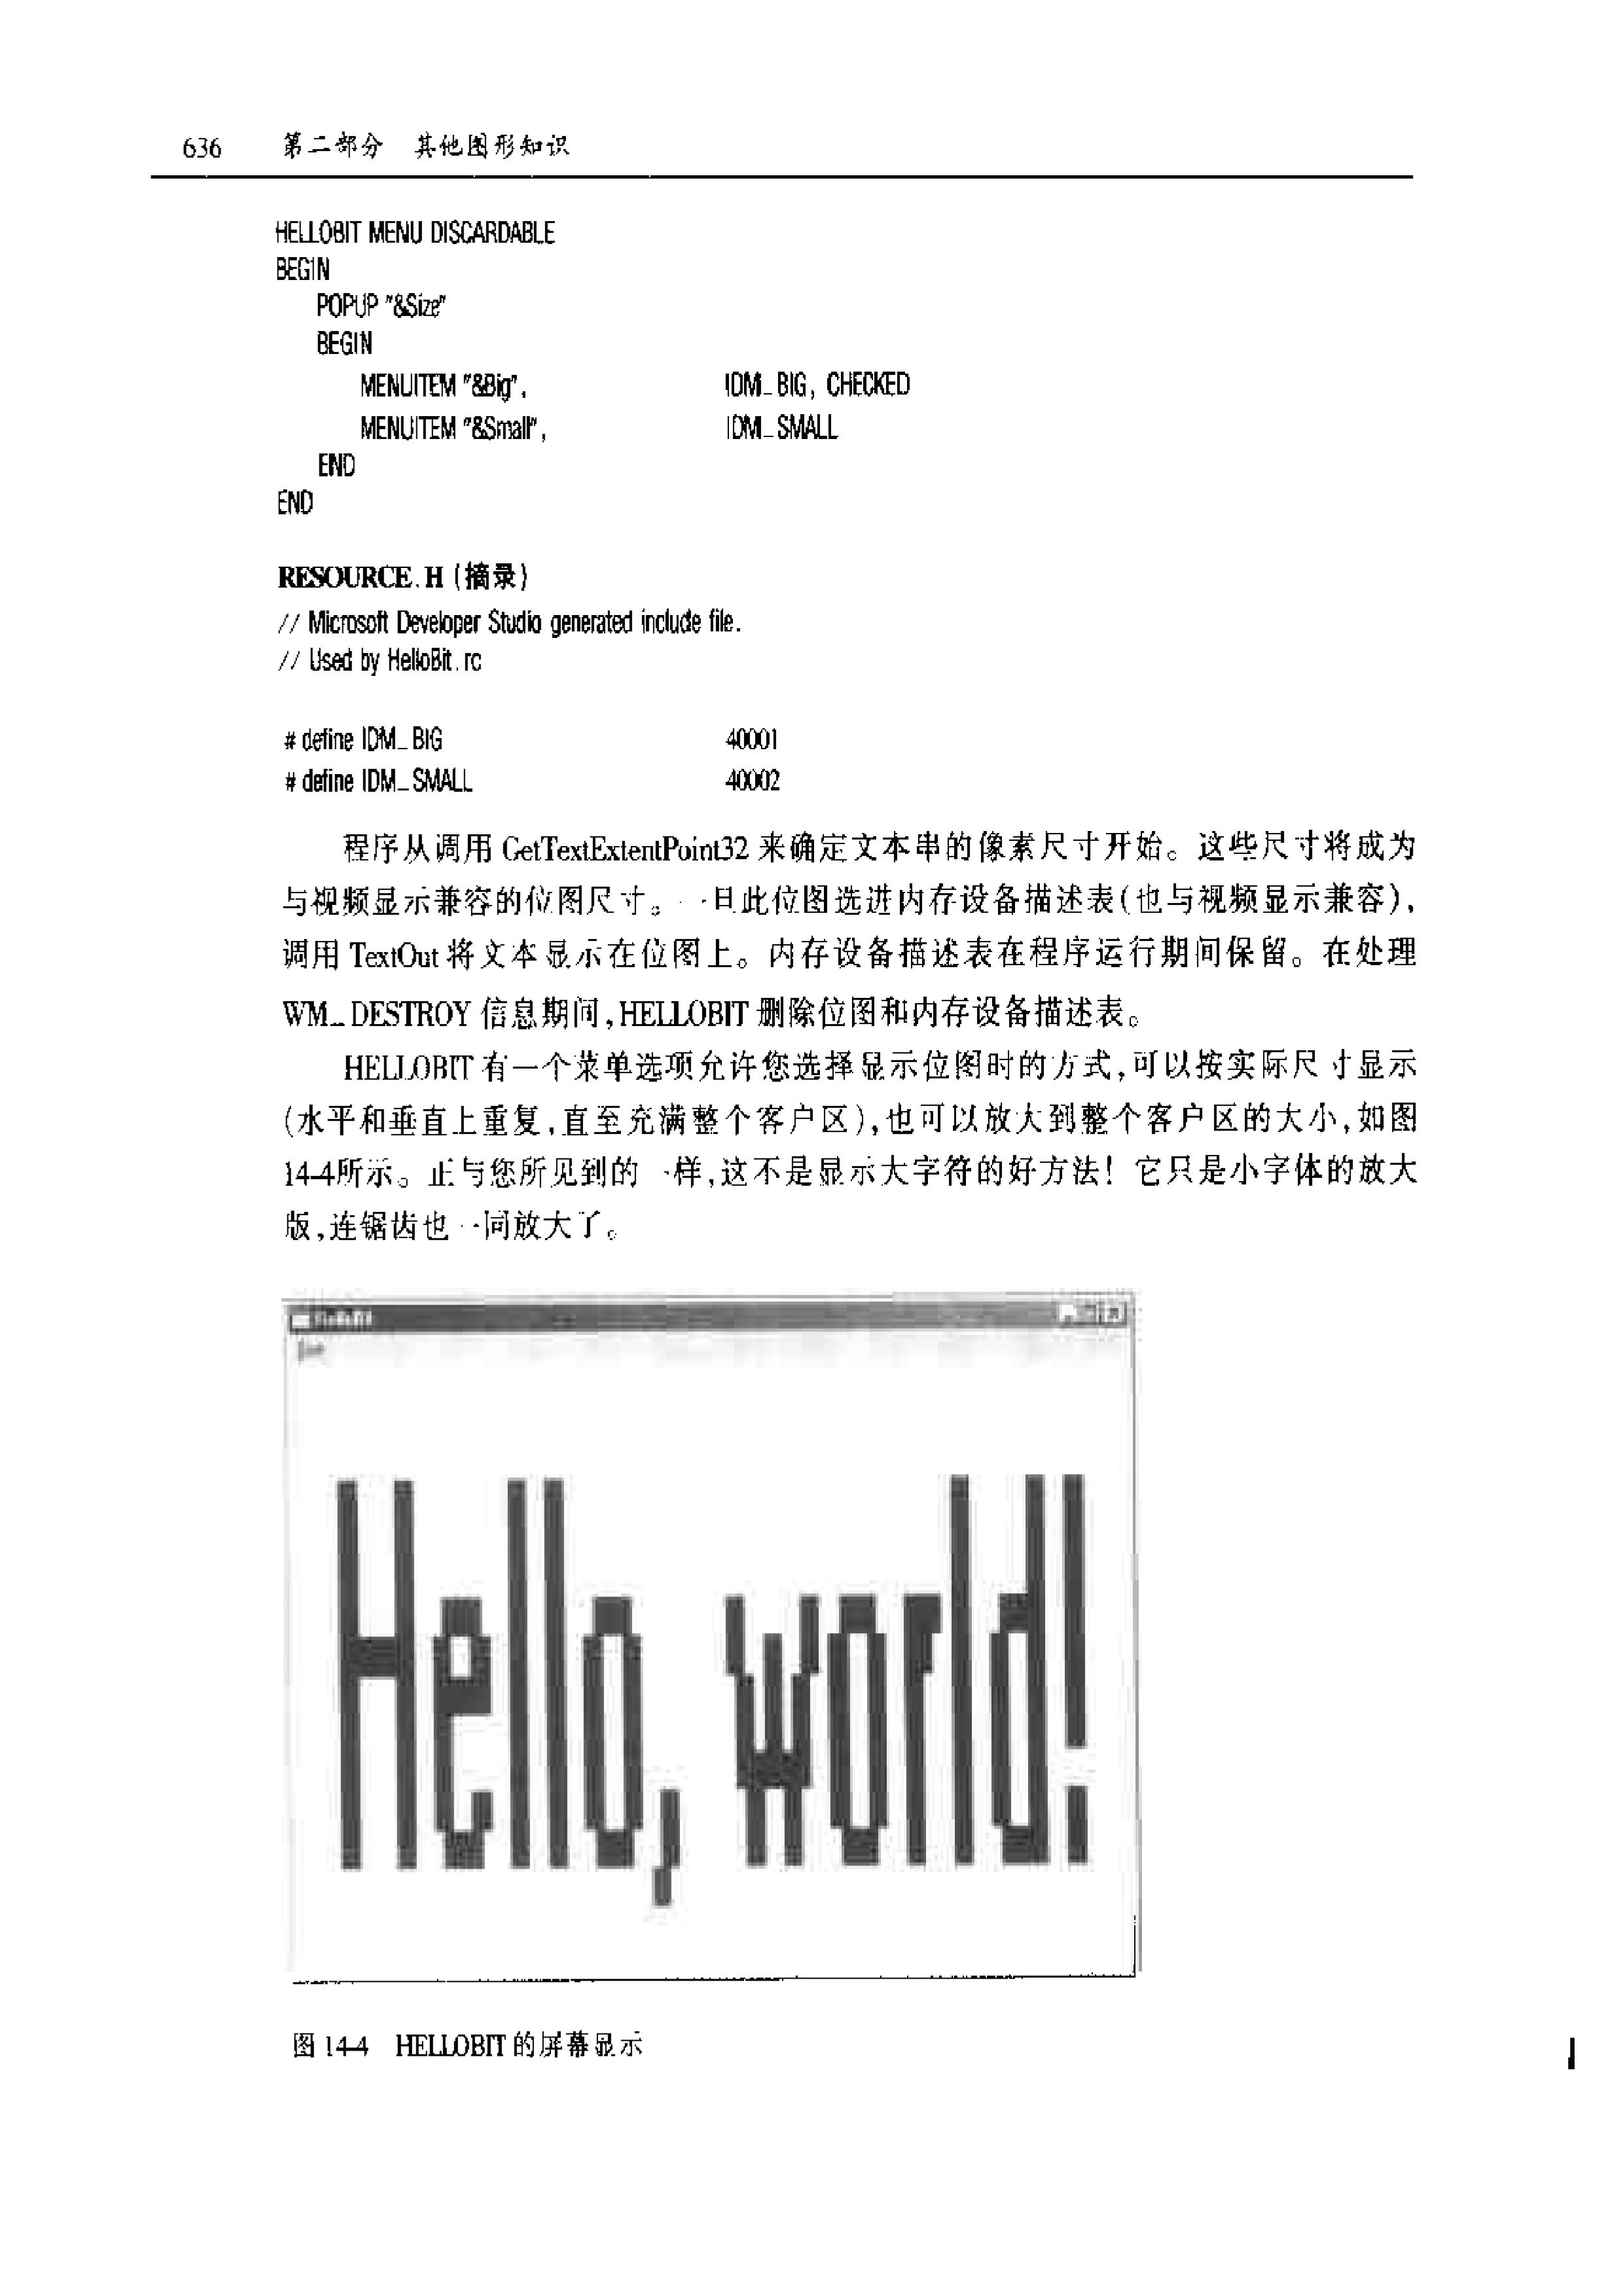 636 第二部分 其他图形知识
HELLOBIT MENU DISCARDABLE
BEGIN
POPUP "&Size"
BEGIN
MENUITEM "&Big", IDM_BIG, CHECKED
MENUITEM "&Small", IDM_SMALL
END
END
RESOURCE.H (摘录)
// Microsoft Developer Studio generated include file.
// Used by HelloBit.rc
# define IDM_BIG 40001
# define IDM_SMALL 40002
程序从调用 GetTextExtentPoint32 来确定文本串的像素尺寸开始。这些尺寸将成为
与视频显示兼容的位图尺寸。一旦此位图选进内存设备描述表(也与视频显示兼容),
调用 TextOut 将文本显示在位图上。内存设备描述表在程序运行期间保留。在处理
WM_DESTROY 信息期间,HELLOBIT 删除位图和内存设备描述表。
HELLOBIT 有一个菜单选项允许您选择显示位图时的方式,可以按实际尺寸显示
(水平和垂直上重复,直至充满整个客户区),也可以放大到整个客户区的大小,如图
14-4所示。正与您所见到的一样,这不是显示大字符的好方法! 它只是小字体的放大
版,连锯齿也一同放大了。
Hello, world!
图 14-4 HELLOBIT 的屏幕显示